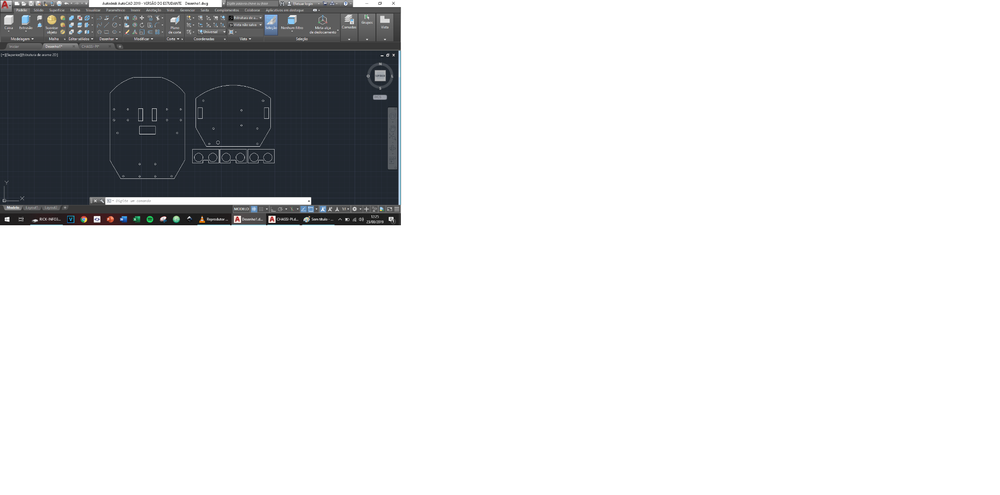 Autodesk AutoCAD 2019 - VERSÃO DO ESTUDANTE Desenho1.dwg
Digite palavra-chave ou frase
Efetuar login
Padrão Sólido Superfície Malha Visualizar Paramétrico Inserir Anotação Vista Gerenciar Saída Complementos Colaborar Aplicativos em destaque
Caixa
Extrusão
Suavizar
objeto
Plano
de corte
Estrutura de a...
Vista não salva
Universal
Seleção
Nenhum filtro
Meta-alça
de deslocamento
Camadas
Grupos
Vista
Modelagem
Malha
Editar sólidos
Desenhar
Modificar
Corte
Coordenadas
Vista
Seleção
Iniciar
Desenho1*
CHASSI-PI*
[−][Superior][Estrutura de arame 2D]
N
O
SUPERIOR
L
S
WCS
Y
X
Digite um comando
Modelo
Layout1
Layout2
MODELO
1:1
RICK-INFO3...
Reprodutor ...
Desenho1.d...
CHASSI-PI.d...
Sem título - ...
12:25
23/08/2019